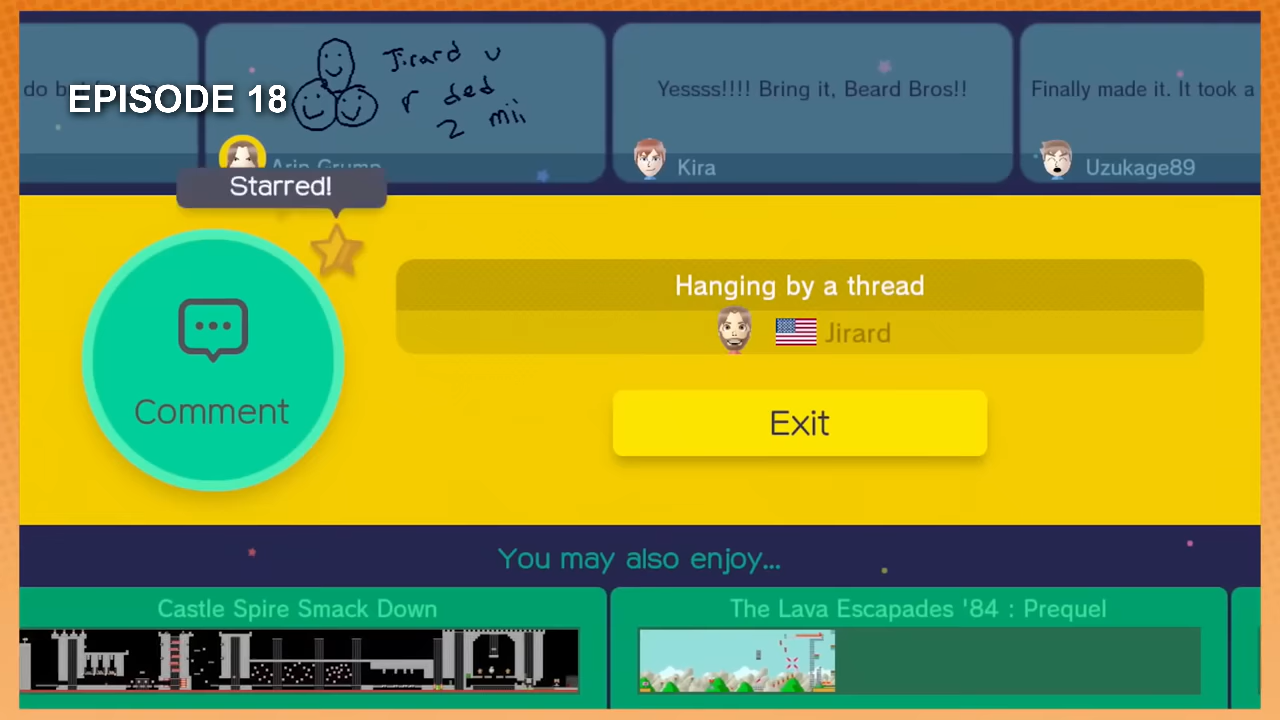 do but f
EPISODE 18
Jirard u
r ded
2 mii
Arin Grump
Yessss!!!! Bring it, Beard Bros!!
Kira
Finally made it. It took a
Uzukage89
Starred!
Comment
Hanging by a thread
Jirard
Exit
You may also enjoy...
Castle Spire Smack Down
The Lava Escapades '84 : Prequel